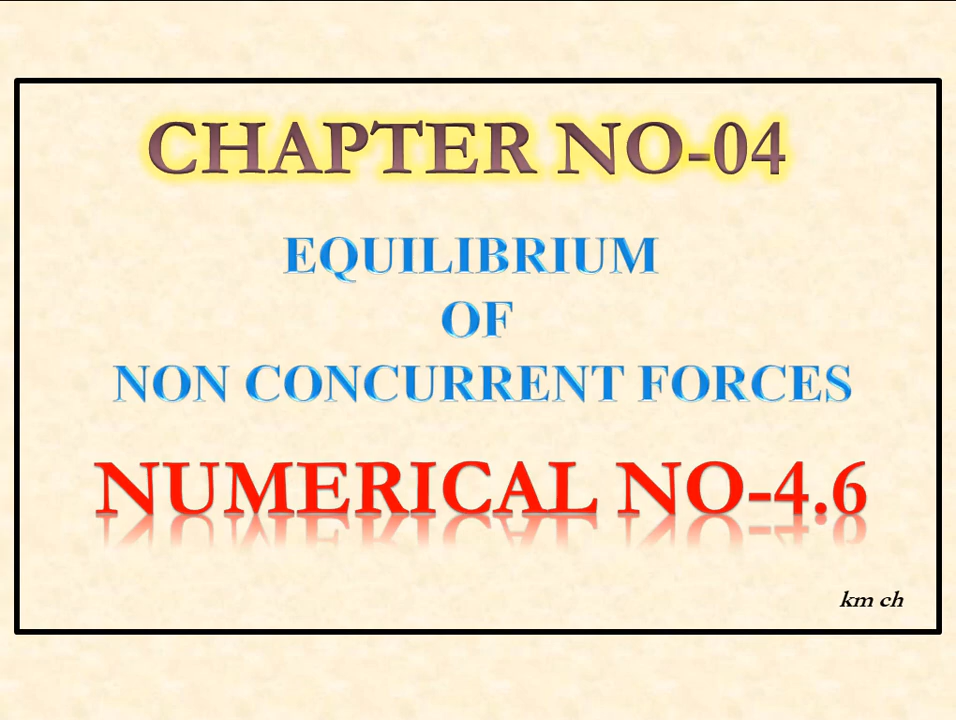 CHAPTER NO-04
EQUILIBRIUM
OF
NON CONCURRENT FORCES
NUMERICAL NO-4.6
km ch